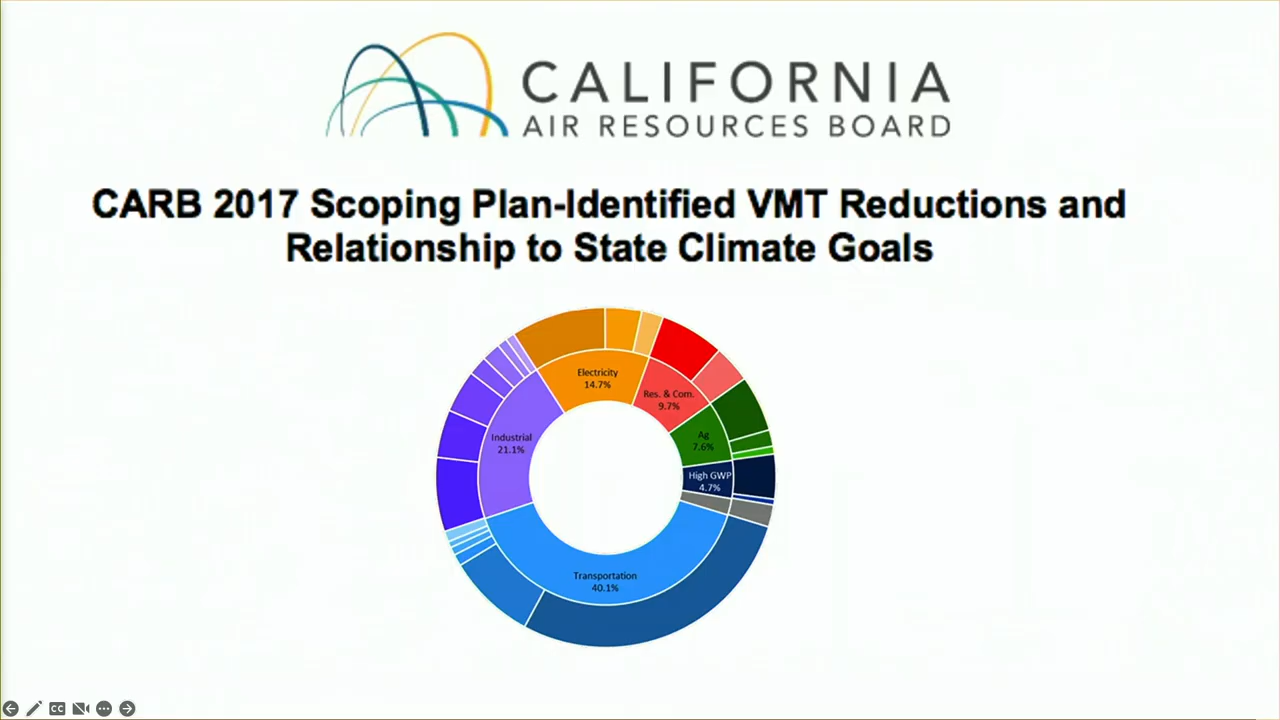 CALIFORNIA
AIR RESOURCES BOARD
CARB 2017 Scoping Plan-Identified VMT Reductions and
Relationship to State Climate Goals
Electricity
14.7%
Res. & Com.
9.7%
Ag
7.6%
High GWP
4.7%
Industrial
21.1%
Transportation
40.1%
CC